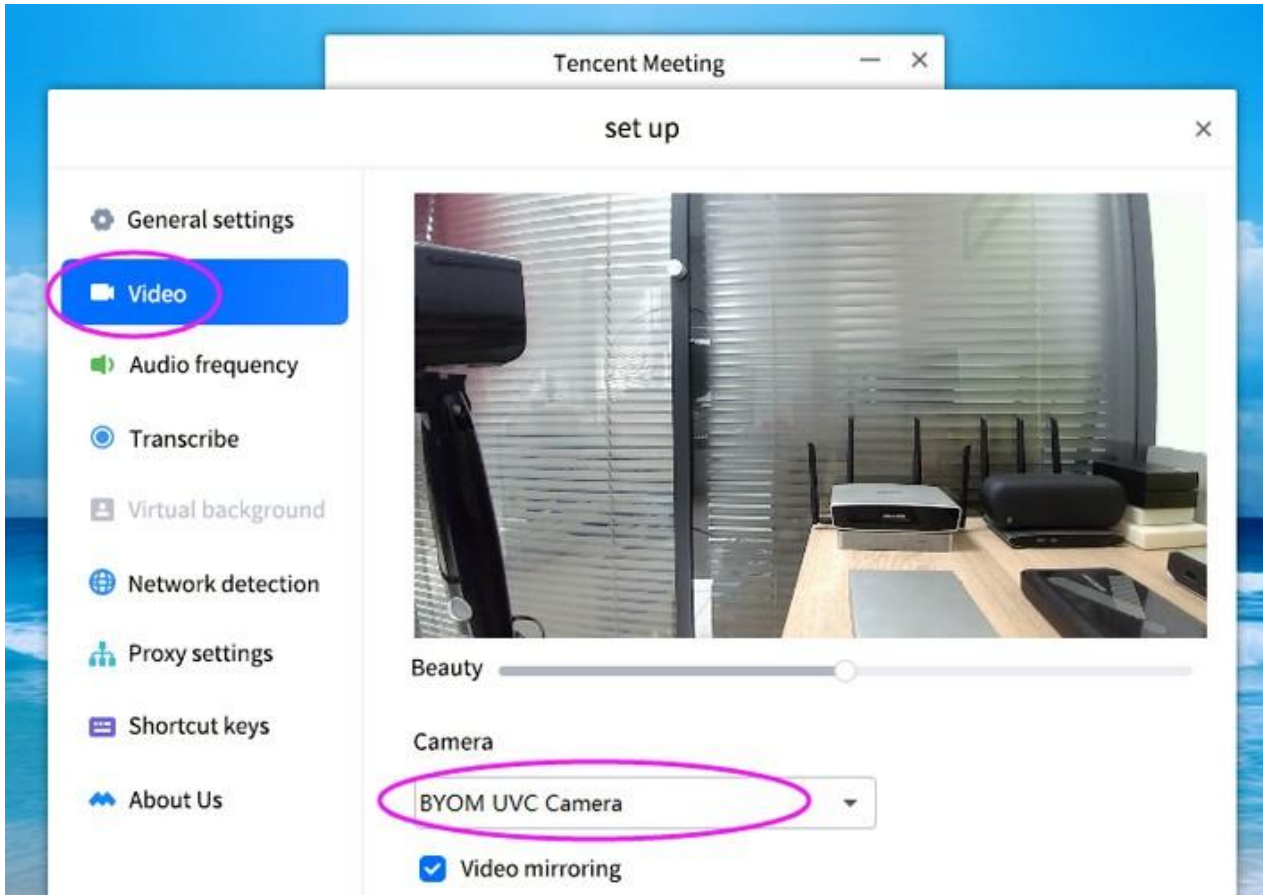 Tencent Meeting
set up
General settings
Video
Audio frequency
Transcribe
Virtual background
Network detection
Proxy settings
Shortcut keys
About Us
Beauty
Camera
BYOM UVC Camera
Video mirroring